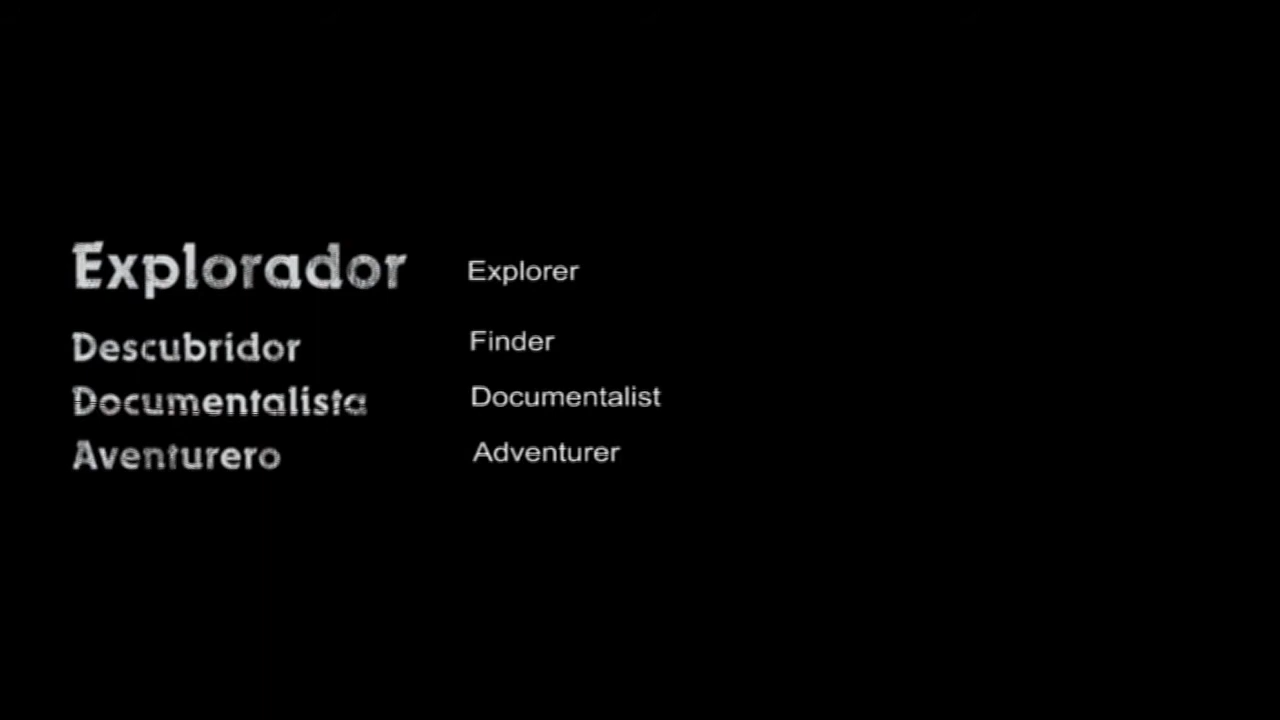 Explorador Explorer
Descubridor Finder
Documentalista Documentalist
Aventurero Adventurer